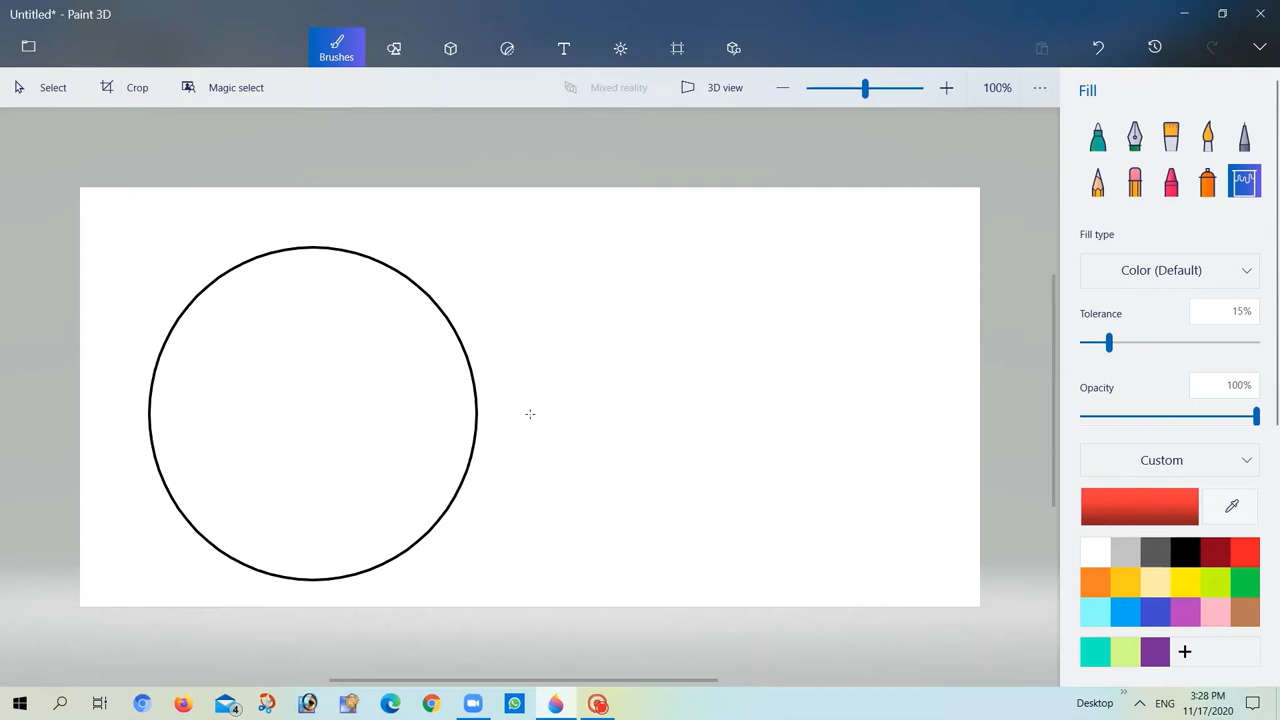 Untitled* - Paint 3D
Brushes
Select
Crop
Magic select
Mixed reality
3D view
100%
Fill
Fill type
Color (Default)
Tolerance
15%
Opacity
100%
Custom
4
Desktop
ENG
3:28 PM
11/17/2020